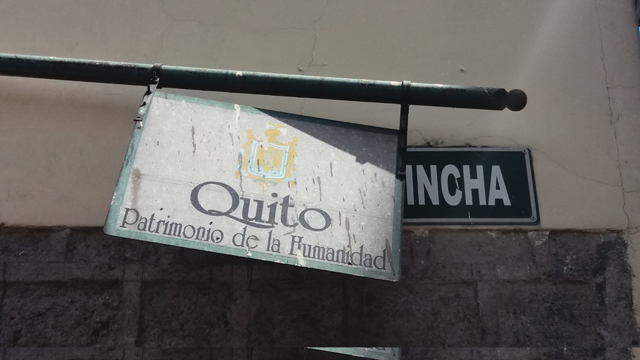 Quito
Patrimonio de la Humanidad
INCHA